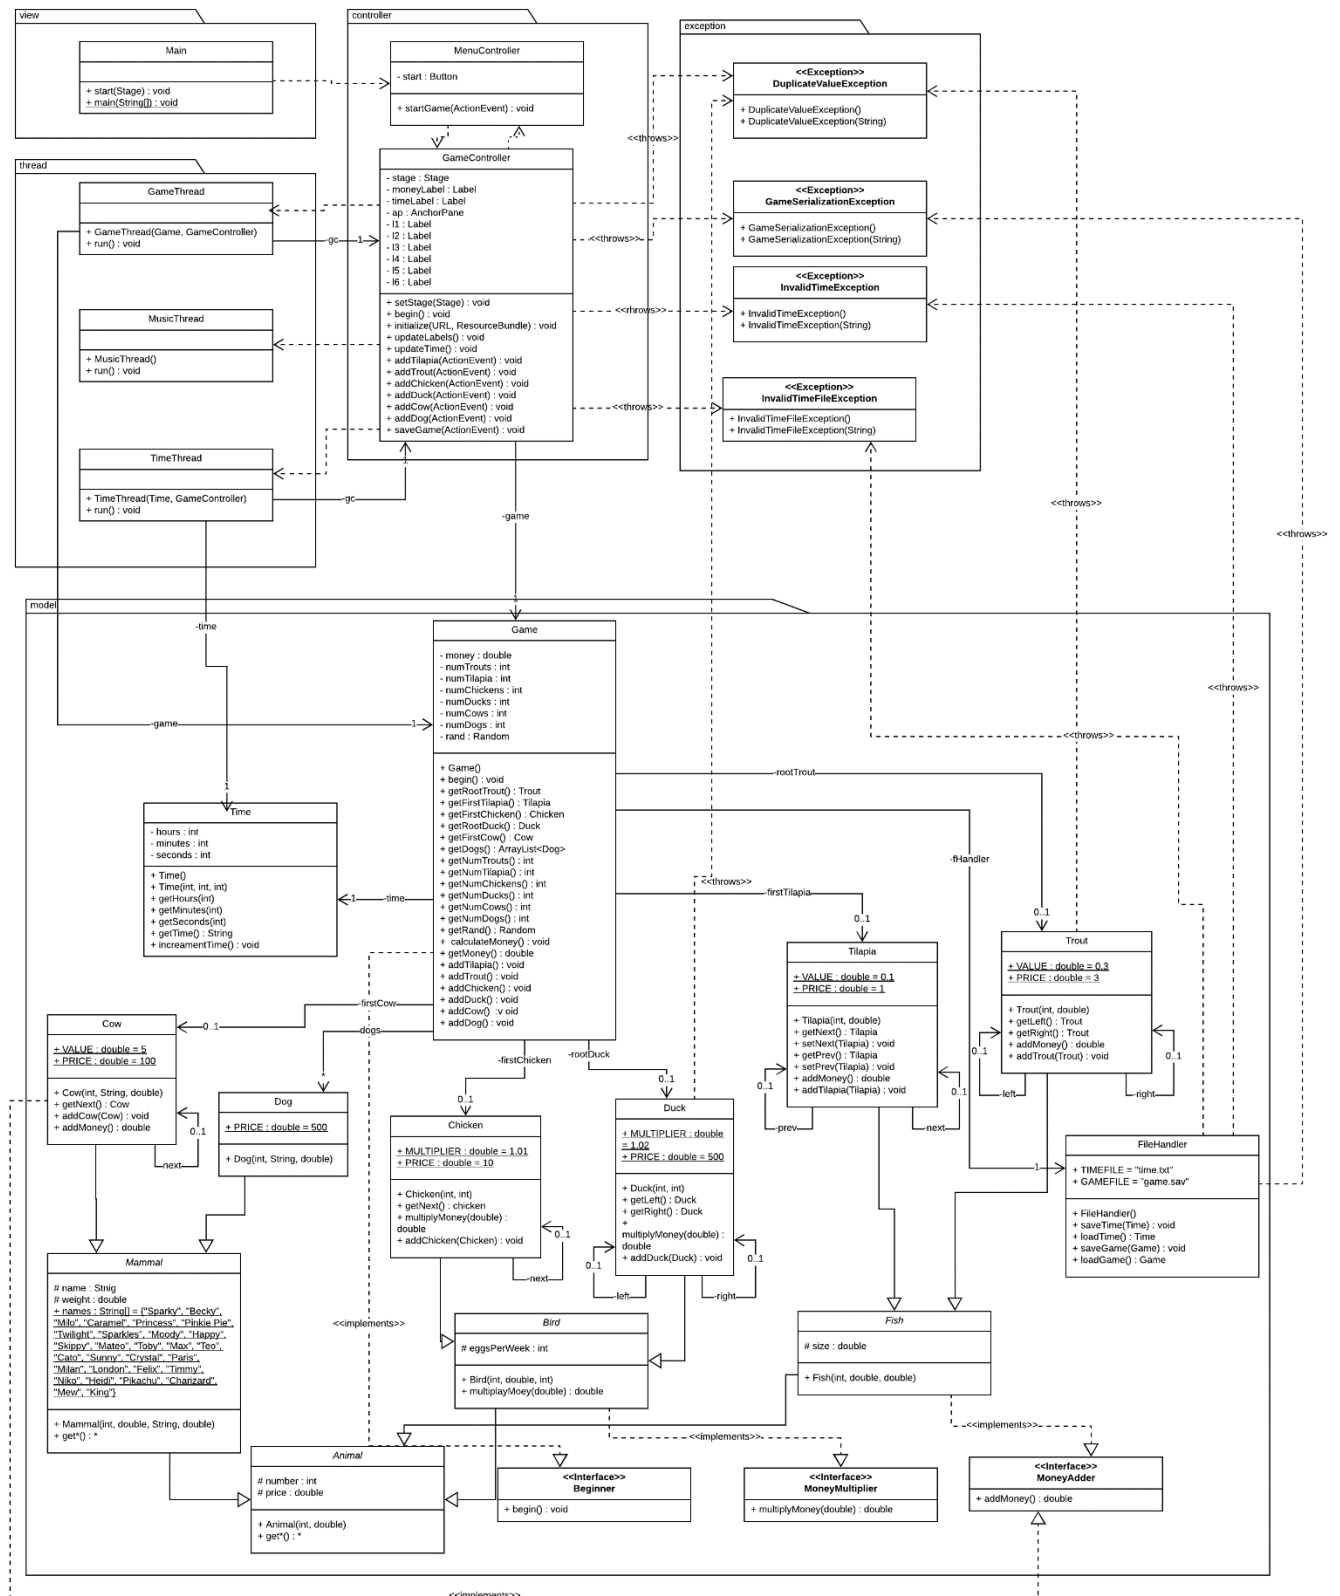 view
Main
+ start(Stage) : void
+ main(String[]) : void
controller
MenuController
- start : Button
+ startGame(ActionEvent) : void
GameController
- stage : Stage
- moneyLabel : Label
- timeLabel : Label
- ap : AnchorPane
- l1 : Label
- l2 : Label
- l3 : Label
- l4 : Label
- l5 : Label
- l6 : Label
+ setStage(Stage) : void
+ begin() : void
+ initialize(URL, ResourceBundle) : void
+ updateLabels() : void
+ updateTime() : void
+ addTilapia(ActionEvent) : void
+ addTrout(ActionEvent) : void
+ addChicken(ActionEvent) : void
+ addDuck(ActionEvent) : void
+ addCow(ActionEvent) : void
+ addDog(ActionEvent) : void
+ saveGame(ActionEvent) : void
exception
<<Exception>>
DuplicateValueException
+ DuplicateValueException()
+ DuplicateValueException(String)
<<throws>>
<<Exception>>
GameSerializationException
+ GameSerializationException()
+ GameSerializationException(String)
<<throws>>
<<Exception>>
InvalidTimeException
+ InvalidTimeException()
+ InvalidTimeException(String)
<<rhrows>>
<<Exception>>
InvalidTimeFileException
+ InvalidTimeFileException()
+ InvalidTimeFileException(String)
<<throws>>
thread
GameThread
+ GameThread(Game, GameController)
+ run() : void
-gc
1
MusicThread
+ MusicThread()
+ run() : void
TimeThread
+ TimeThread(Time, GameController)
+ run() : void
-gc
1
-game
1
<<throws>>
<<throws>>
<<throws>>
<<throws>>
<<throws>>
-time
1
-game
1
model
Game
- money : double
- numTrouts : int
- numTilapia : int
- numChickens : int
- numDucks : int
- numCows : int
- numDogs : int
- rand : Random
+ Game()
+ begin() : void
+ getRootTrout() : Trout
+ getFirstTilapia() : Tilapia
+ getFirstChicken() : Chicken
+ getRootDuck() : Duck
+ getFirstCow() : Cow
+ getDogs() : ArrayList<Dog>
+ getNumTrouts() : int
+ getNumTilapia() : int
+ getNumChickens() : int
+ getNumDucks() : int
+ getNumCows() : int
+ getNumDogs() : int
+ getRand() : Random
+  calculateMoney() : void
+ getMoney() : double
+ addTilapia() : void
+ addTrout() : void
+ addChicken() : void
+ addDuck() : void
+ addCow()  :v oid
+ addDog() : void
Time
- hours : int
- minutes : int
- seconds : int
+ Time()
+ Time(int, int, int)
+ getHours(int)
+ getMinutes(int)
+ getSeconds(int)
+ getTime() : String
+ increamentTime() : void
1
-time
-rootTrout
0..1
-fHandler
1
-firstTilapia
0..1
-firstCow
0..1
-dogs
*
-firstChicken
0..1
-rootDuck
0..1
Tilapia
+ VALUE : double = 0.1
+ PRICE : double = 1
+ Tilapia(int, double)
+ getNext() : Tilapia
+ setNext(Tilapia) : void
+ getPrev() : Tilapia
+ setPrev(Tilapia) : void
+ addMoney() : double
+ addTilapia(Tilapia) : void
0..1
-prev
0..1
-next
Trout
+ VALUE : double = 0.3
+ PRICE : double = 3
+ Trout(int, double)
+ getLeft() : Trout
+ getRight() : Trout
+ addMoney() : double
+ addTrout(Trout) : void
0..1
-left
0..1
-right
Cow
+ VALUE : double = 5
+ PRICE : double = 100
+ Cow(int, String, double)
+ getNext() : Cow
+ addCow(Cow) : void
+ addMoney() : double
0..1
-next
Dog
+ PRICE : double = 500
+ Dog(int, String, double)
Chicken
+ MULTIPLIER : double = 1.01
+ PRICE : double = 10
+ Chicken(int, int)
+ getNext() : chicken
+ multiplyMoney(double) :
double
+ addChicken(Chicken) : void
0..1
-next
Duck
+ MULTIPLIER : double
= 1.02
+ PRICE : double = 500
+ Duck(int, int)
+ getLeft() : Duck
+ getRight() : Duck
+
multiplyMoney(double) :
double
+ addDuck(Duck) : void
0..1
-left
0..1
-right
FileHandler
+ TIMEFILE = "time.txt"
+ GAMEFILE = "game.sav"
+ FileHandler()
+ saveTime(Time) : void
+ loadTime() : Time
+ saveGame(Game) : void
+ loadGame() : Game
Mammal
# name : Stnig
# weight : double
+ names : String[] = {"Sparky", "Becky",
"Milo", "Caramel", "Princess", "Pinkie Pie",
"Twilight", "Sparkles", "Moody", "Happy",
"Skippy", "Mateo", "Toby", "Max", "Teo",
"Cato", "Sunny", "Crystal", "Paris",
"Milan", "London", "Felix", "Timmy",
"Niko", "Heidi", "Pikachu", "Charizard",
"Mew", "King"}
+ Mammal(int, double, String, double)
+ get*() : *
<<implements>>
Bird
# eggsPerWeek : int
+ Bird(int, double, int)
+ multiplayMoey(double) : double
Fish
# size : double
+ Fish(int, double, double)
<<implements>>
<<implements>>
Animal
# number : int
# price : double
+ Animal(int, double)
+ get*() : *
<<Interface>>
Beginner
+ begin() : void
<<Interface>>
MoneyMultiplier
+ multiplyMoney(double) : double
<<Interface>>
MoneyAdder
+ addMoney() : double
<<implements>>